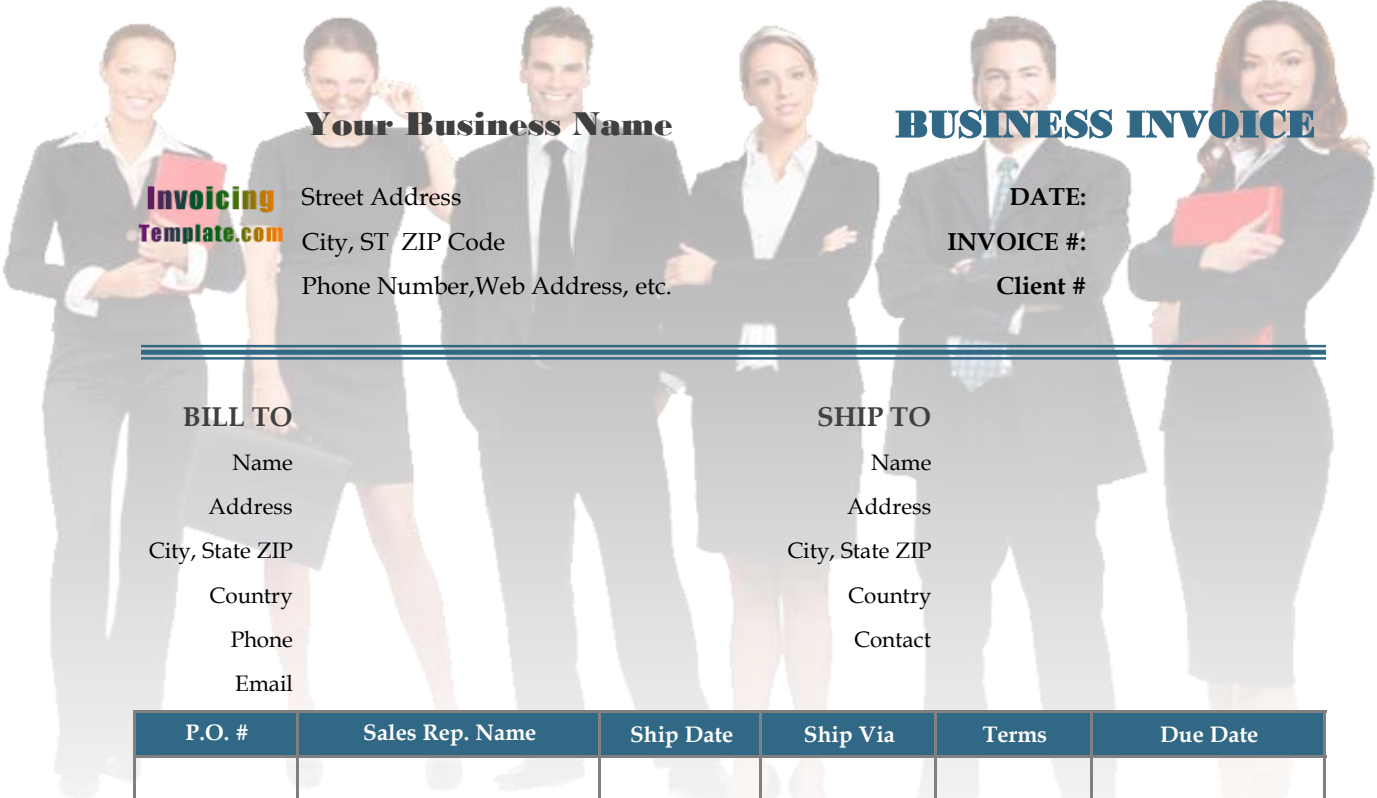 Your Business Name
BUSINESS INVOICE
Invoicing
Template.com
Street Address
City, ST  ZIP Code
Phone Number,Web Address, etc.
DATE:
INVOICE #:
Client #
BILL TO
Name
Address
City, State ZIP
Country
Phone
Email
SHIP TO
Name
Address
City, State ZIP
Country
Contact
P.O. # Sales Rep. Name Ship Date Ship Via Terms Due Date